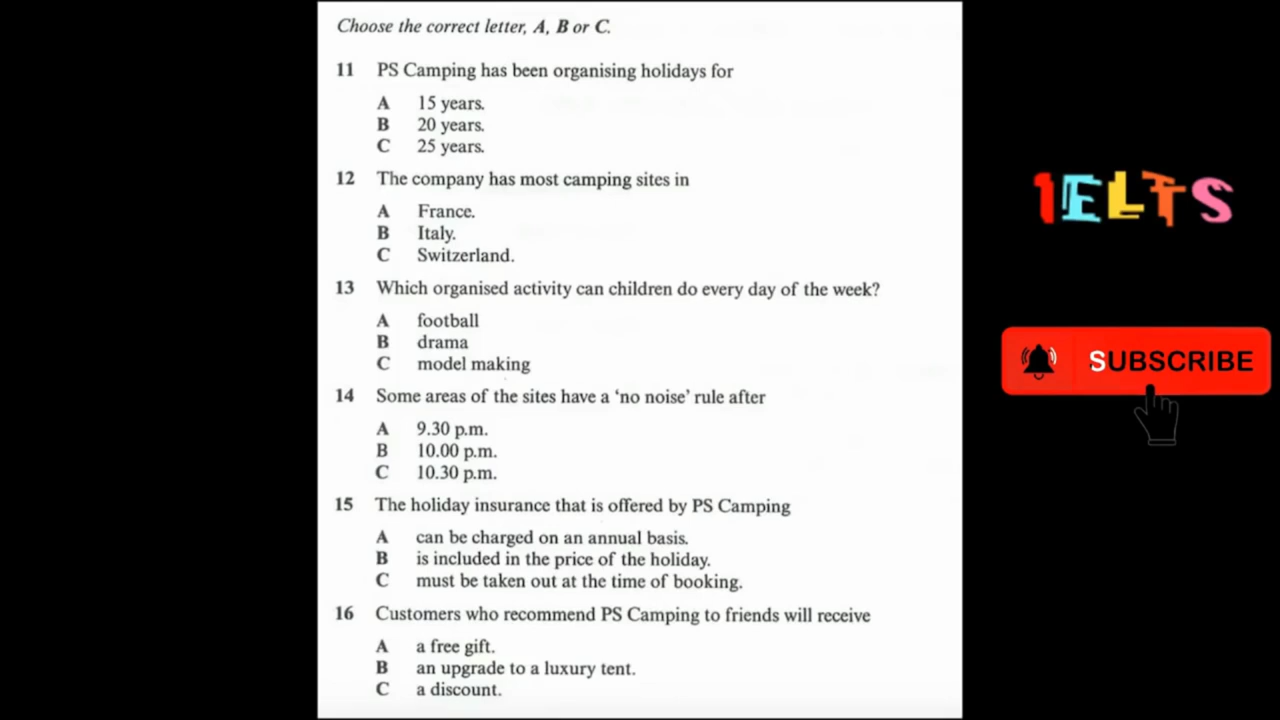 Choose the correct letter, A, B or C.
11 PS Camping has been organising holidays for
A 15 years.
B 20 years.
C 25 years.
12 The company has most camping sites in
A France.
B Italy.
C Switzerland.
13 Which organised activity can children do every day of the week?
A football
B drama
C model making
14 Some areas of the sites have a ‘no noise’ rule after
A 9.30 p.m.
B 10.00 p.m.
C 10.30 p.m.
15 The holiday insurance that is offered by PS Camping
A can be charged on an annual basis.
B is included in the price of the holiday.
C must be taken out at the time of booking.
16 Customers who recommend PS Camping to friends will receive
A a free gift.
B an upgrade to a luxury tent.
C a discount.
IELTS
SUBSCRIBE